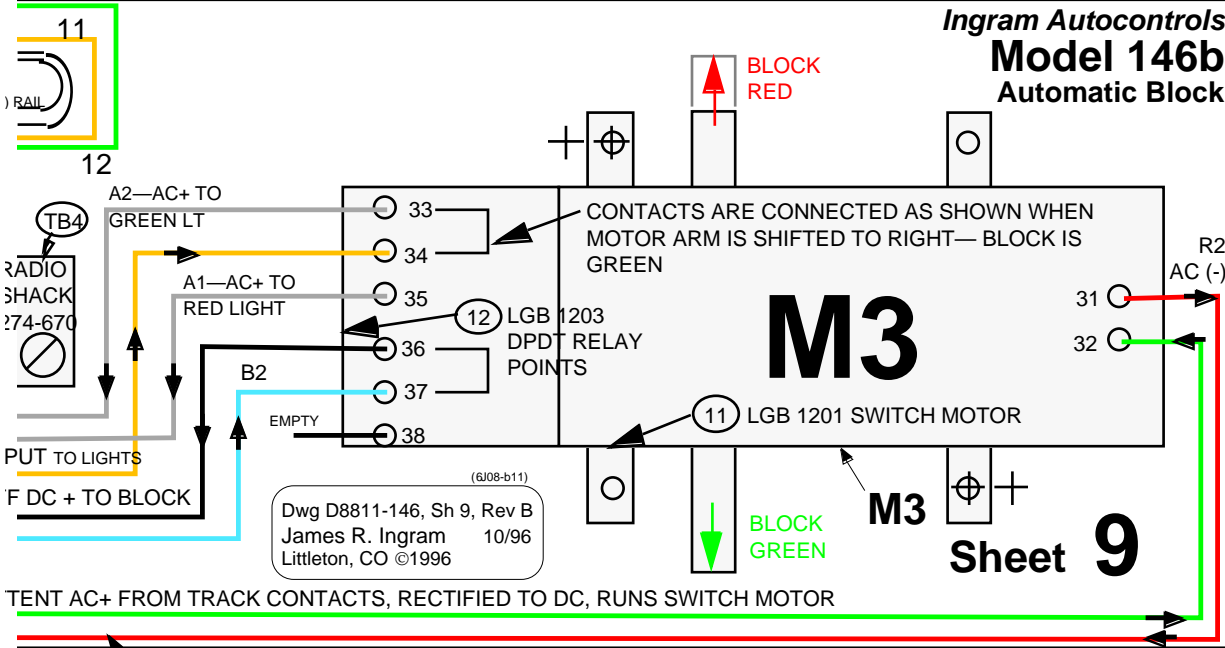 Ingram Autocontrols
Model 146b
Automatic Block
11
) RAIL
12
BLOCK
RED
A2—AC+ TO
GREEN LT
TB4
RADIO
SHACK
274-670
A1—AC+ TO
RED LIGHT
33
34
35
36
37
38
CONTACTS ARE CONNECTED AS SHOWN WHEN
MOTOR ARM IS SHIFTED TO RIGHT— BLOCK IS
GREEN
12
LGB 1203
DPDT RELAY
POINTS
M3
R2
AC (-)
31
32
B2
EMPTY
11
LGB 1201 SWITCH MOTOR
PUT TO LIGHTS
FF DC + TO BLOCK
(6J08-b11)
Dwg D8811-146, Sh 9, Rev B
James R. Ingram 10/96
Littleton, CO ©1996
BLOCK
GREEN
M3
Sheet 9
TENT AC+ FROM TRACK CONTACTS, RECTIFIED TO DC, RUNS SWITCH MOTOR